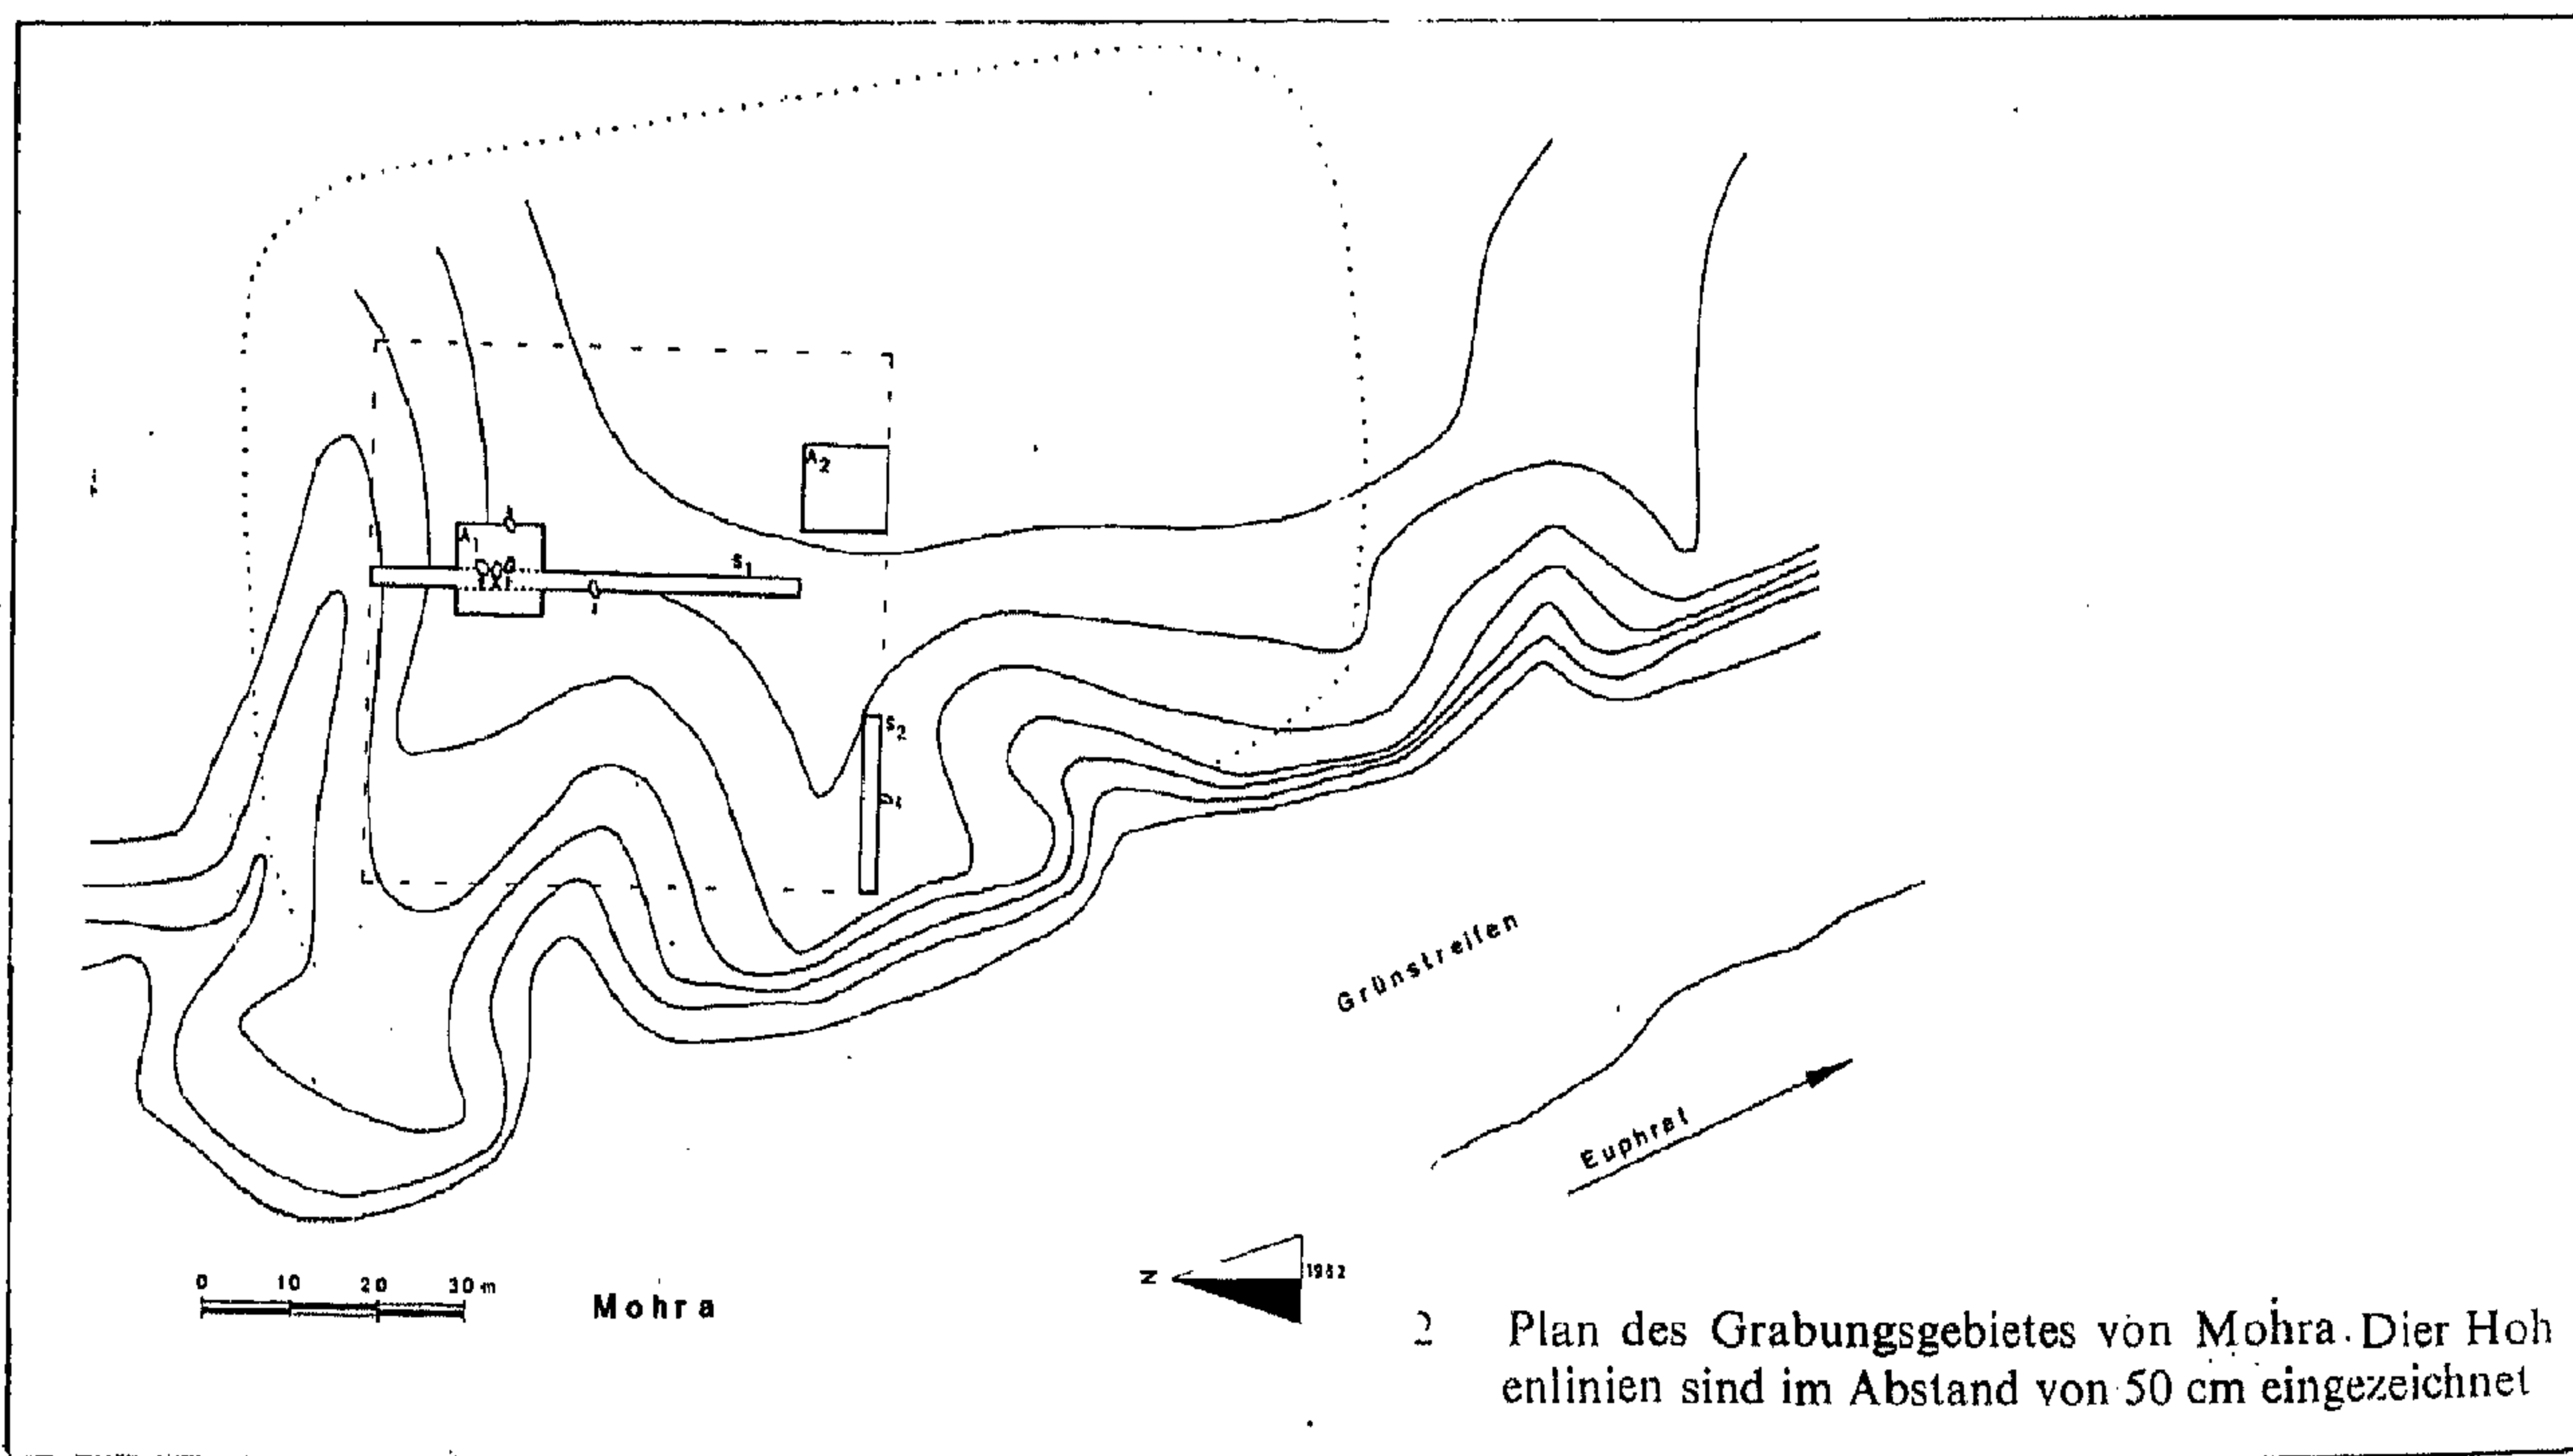 A2
A1
S1
S2
Grünstreifen
Euphrat
0 10 20 30 m
Mohra
N
1982
2 Plan des Grabungsgebietes von Mohra. Dier Hoh
enlinien sind im Abstand von 50 cm eingezeichnet